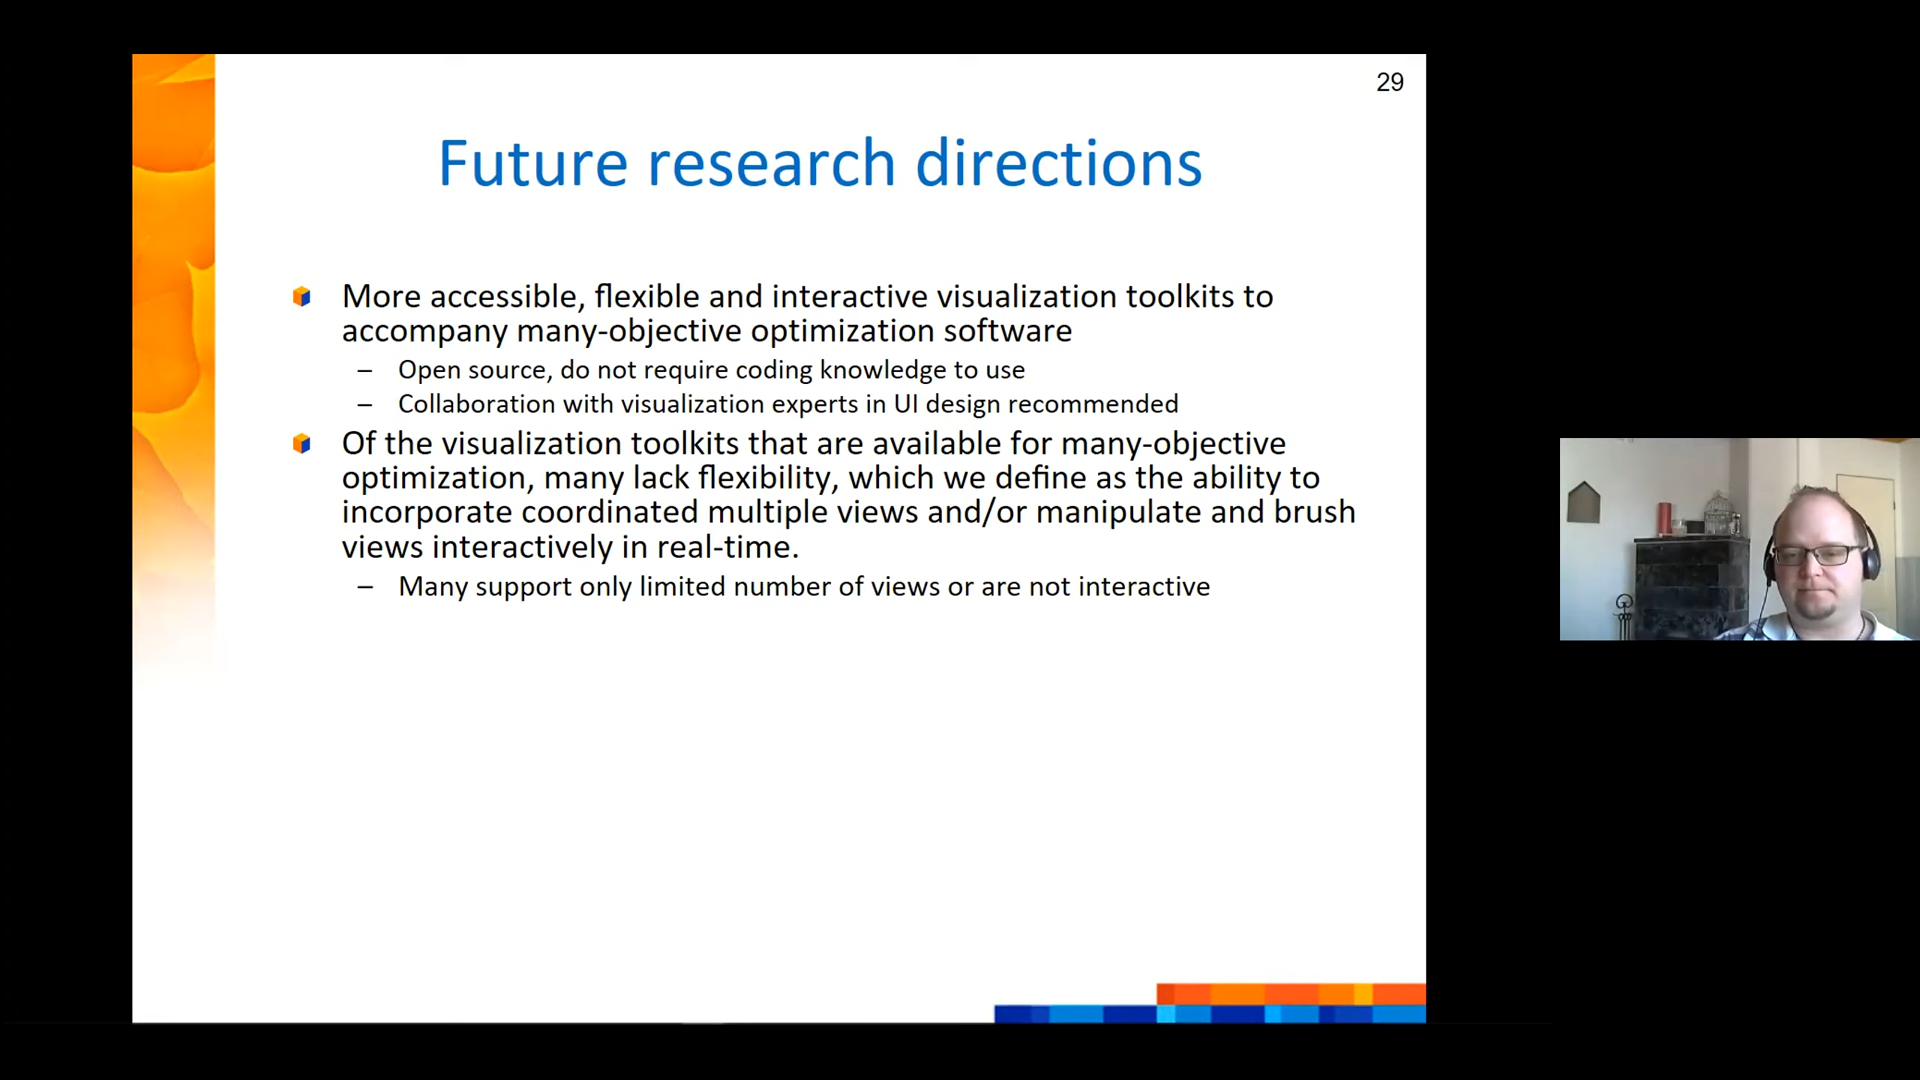 29
Future research directions
More accessible, flexible and interactive visualization toolkits to
accompany many-objective optimization software
– Open source, do not require coding knowledge to use
– Collaboration with visualization experts in UI design recommended
Of the visualization toolkits that are available for many-objective
optimization, many lack flexibility, which we define as the ability to
incorporate coordinated multiple views and/or manipulate and brush
views interactively in real-time.
– Many support only limited number of views or are not interactive